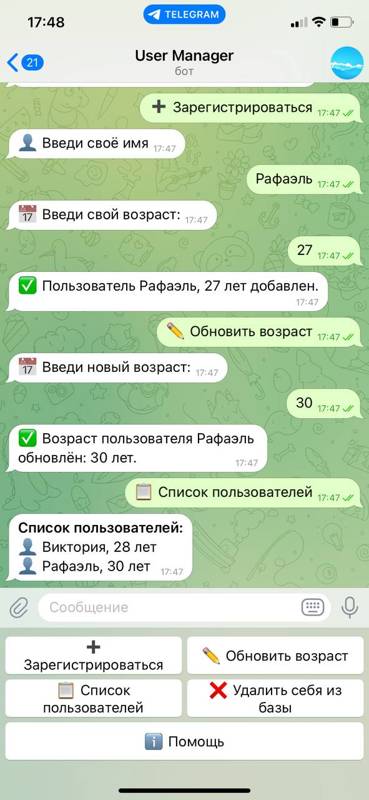 17:48
TELEGRAM
21
User Manager
бот
➕ Зарегистрироваться 17:47
👤 Введи своё имя 17:47
Рафаэль 17:47
📅 Введи свой возраст: 17:47
27 17:47
✅ Пользователь Рафаэль, 27 лет добавлен.
17:47
✏️ Обновить возраст 17:47
📅 Введи новый возраст: 17:47
30 17:47
✅ Возраст пользователя Рафаэль
обновлён: 30 лет. 17:47
📋 Список пользователей 17:47
Список пользователей:
👤 Виктория, 28 лет
👤 Рафаэль, 30 лет 17:47
Сообщение
➕
Зарегистрироваться
✏️ Обновить возраст
📋 Список
пользователей
❌ Удалить себя из
базы
ℹ️ Помощь